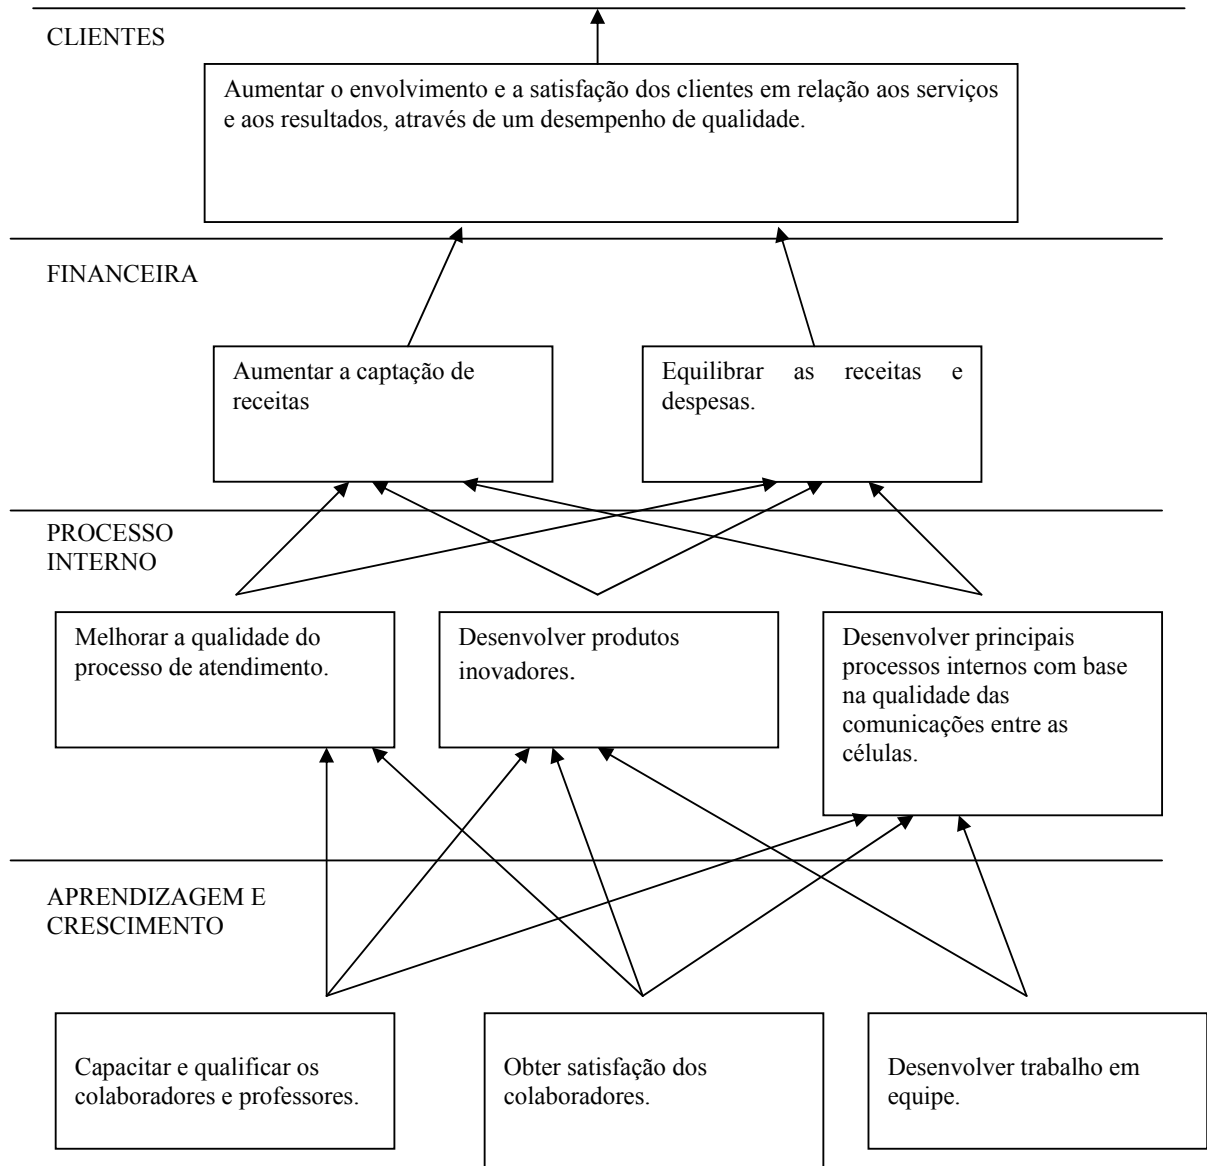 CLIENTES
Aumentar o envolvimento e a satisfação dos clientes em relação aos serviços
e aos resultados, através de um desempenho de qualidade.
FINANCEIRA
Aumentar a captação de
receitas
Equilibrar as receitas e
despesas.
PROCESSO
INTERNO
Melhorar a qualidade do
processo de atendimento.
Desenvolver produtos
inovadores.
Desenvolver principais
processos internos com base
na qualidade das
comunicações entre as
células.
APRENDIZAGEM E
CRESCIMENTO
Capacitar e qualificar os
colaboradores e professores.
Obter satisfação dos
colaboradores.
Desenvolver trabalho em
equipe.